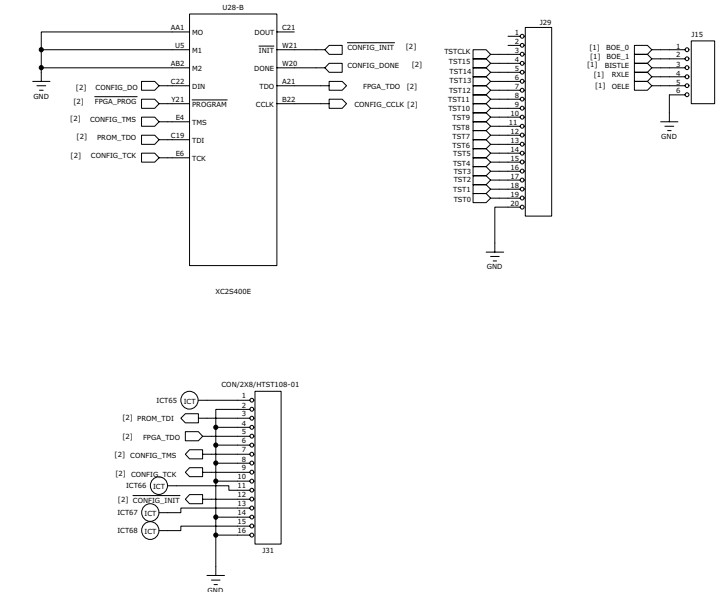 U28-B
AA1 MO DOUT C21
U5 M1 INIT W21 CONFIG_INIT [2]
AB2 M2 DONE W20 CONFIG_DONE [2]
[2] CONFIG_DO C22 DIN TDO A21 FPGA_TDO [2]
[2] FPGA_PROG Y21 PROGRAM CCLK B22 CONFIG_CCLK [2]
[2] CONFIG_TMS E4 TMS
[2] PROM_TDO C19 TDI
[2] CONFIG_TCK E6 TCK
GND
XC2S400E
J29
1
2
TSTCLK 3
TST15 4
TST14 5
TST13 6
TST12 7
TST11 8
TST10 9
TST9 10
TST8 11
TST7 12
TST6 13
TST5 14
TST4 15
TST3 16
TST2 17
TST1 18
TST0 19
20
GND
J15
[1] BOE_0 1
[1] BOE_1 2
[1] BISTLE 3
[1] RXLE 4
[1] OELE 5
6
GND
CON/2X8/HTST108-01
ICT65 ICT 1
2
[2] PROM_TDI 3
4
[2] FPGA_TDO 5
6
[2] CONFIG_TMS 7
8
[2] CONFIG_TCK 9
10
ICT66 ICT 11
[2] CONFIG_INIT 12
ICT67 ICT 13
14
ICT68 ICT 15
16
J31
GND